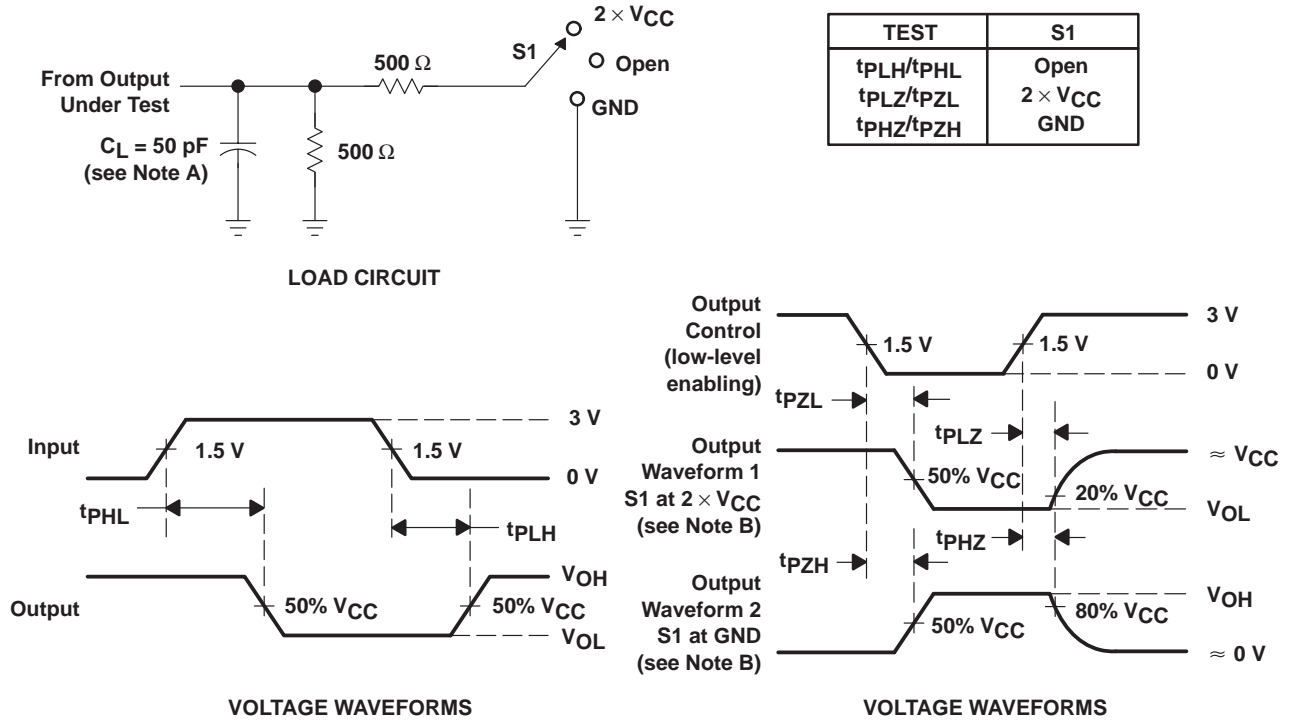 2 × VCC
S1
Open
GND
500 Ω
From Output
Under Test
CL = 50 pF
(see Note A)
500 Ω
LOAD CIRCUIT
TEST S1
tPLH/tPHL Open
tPLZ/tPZL 2 × VCC
tPHZ/tPZH GND
Input
1.5 V
1.5 V
3 V
0 V
tPHL
tPLH
Output
50% VCC
50% VCC
VOH
VOL
VOLTAGE WAVEFORMS
Output
Control
(low-level
enabling)
1.5 V
1.5 V
3 V
0 V
tPZL
tPLZ
Output
Waveform 1
S1 at 2 × VCC
(see Note B)
50% VCC
20% VCC
≈ VCC
VOL
tPZH
tPHZ
Output
Waveform 2
S1 at GND
(see Note B)
50% VCC
80% VCC
VOH
≈ 0 V
VOLTAGE WAVEFORMS